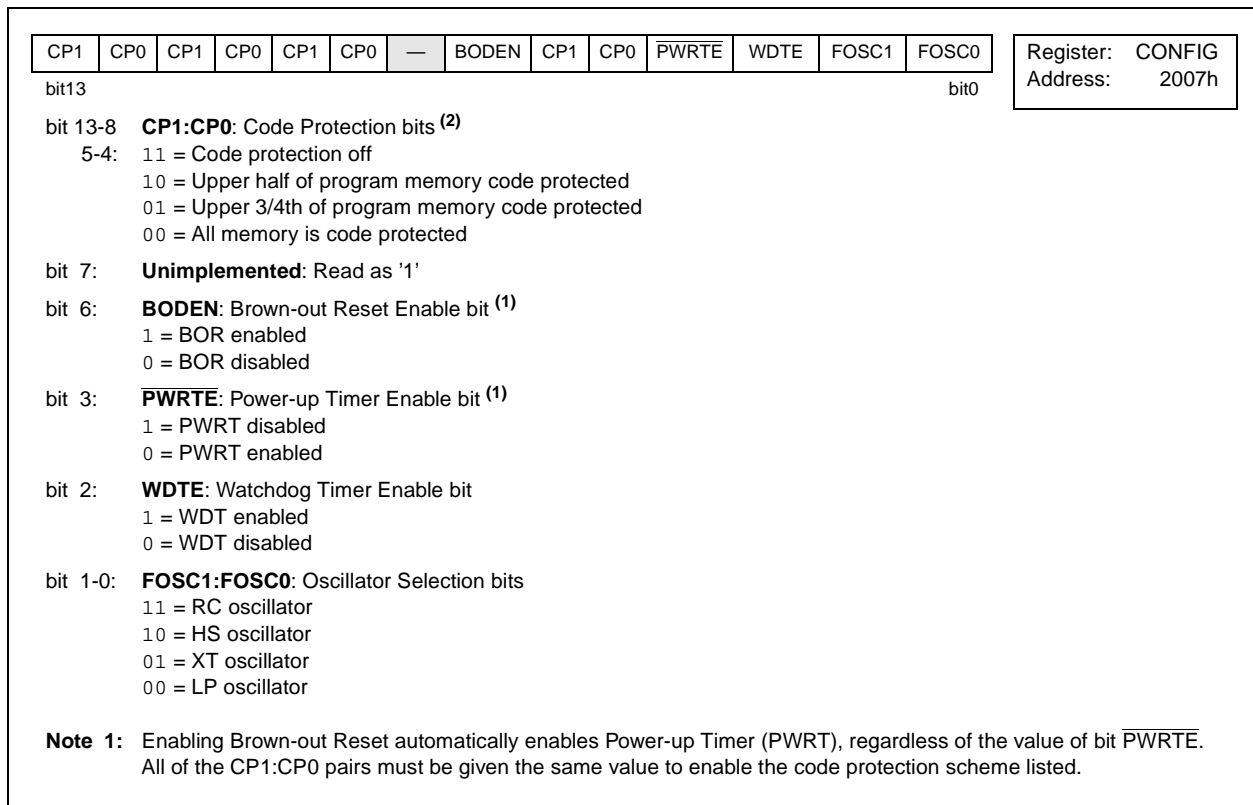 CP1 CP0 CP1 CP0 CP1 CP0 — BODEN CP1 CP0 PWRTE WDTE FOSC1 FOSC0
bit13 bit0
Register: CONFIG
Address: 2007h
bit 13-8 CP1:CP0: Code Protection bits (2)
5-4: 11 = Code protection off
10 = Upper half of program memory code protected
01 = Upper 3/4th of program memory code protected
00 = All memory is code protected
bit 7: Unimplemented: Read as '1'
bit 6: BODEN: Brown-out Reset Enable bit (1)
1 = BOR enabled
0 = BOR disabled
bit 3: PWRTE: Power-up Timer Enable bit (1)
1 = PWRT disabled
0 = PWRT enabled
bit 2: WDTE: Watchdog Timer Enable bit
1 = WDT enabled
0 = WDT disabled
bit 1-0: FOSC1:FOSC0: Oscillator Selection bits
11 = RC oscillator
10 = HS oscillator
01 = XT oscillator
00 = LP oscillator
Note 1: Enabling Brown-out Reset automatically enables Power-up Timer (PWRT), regardless of the value of bit PWRTE.
All of the CP1:CP0 pairs must be given the same value to enable the code protection scheme listed.